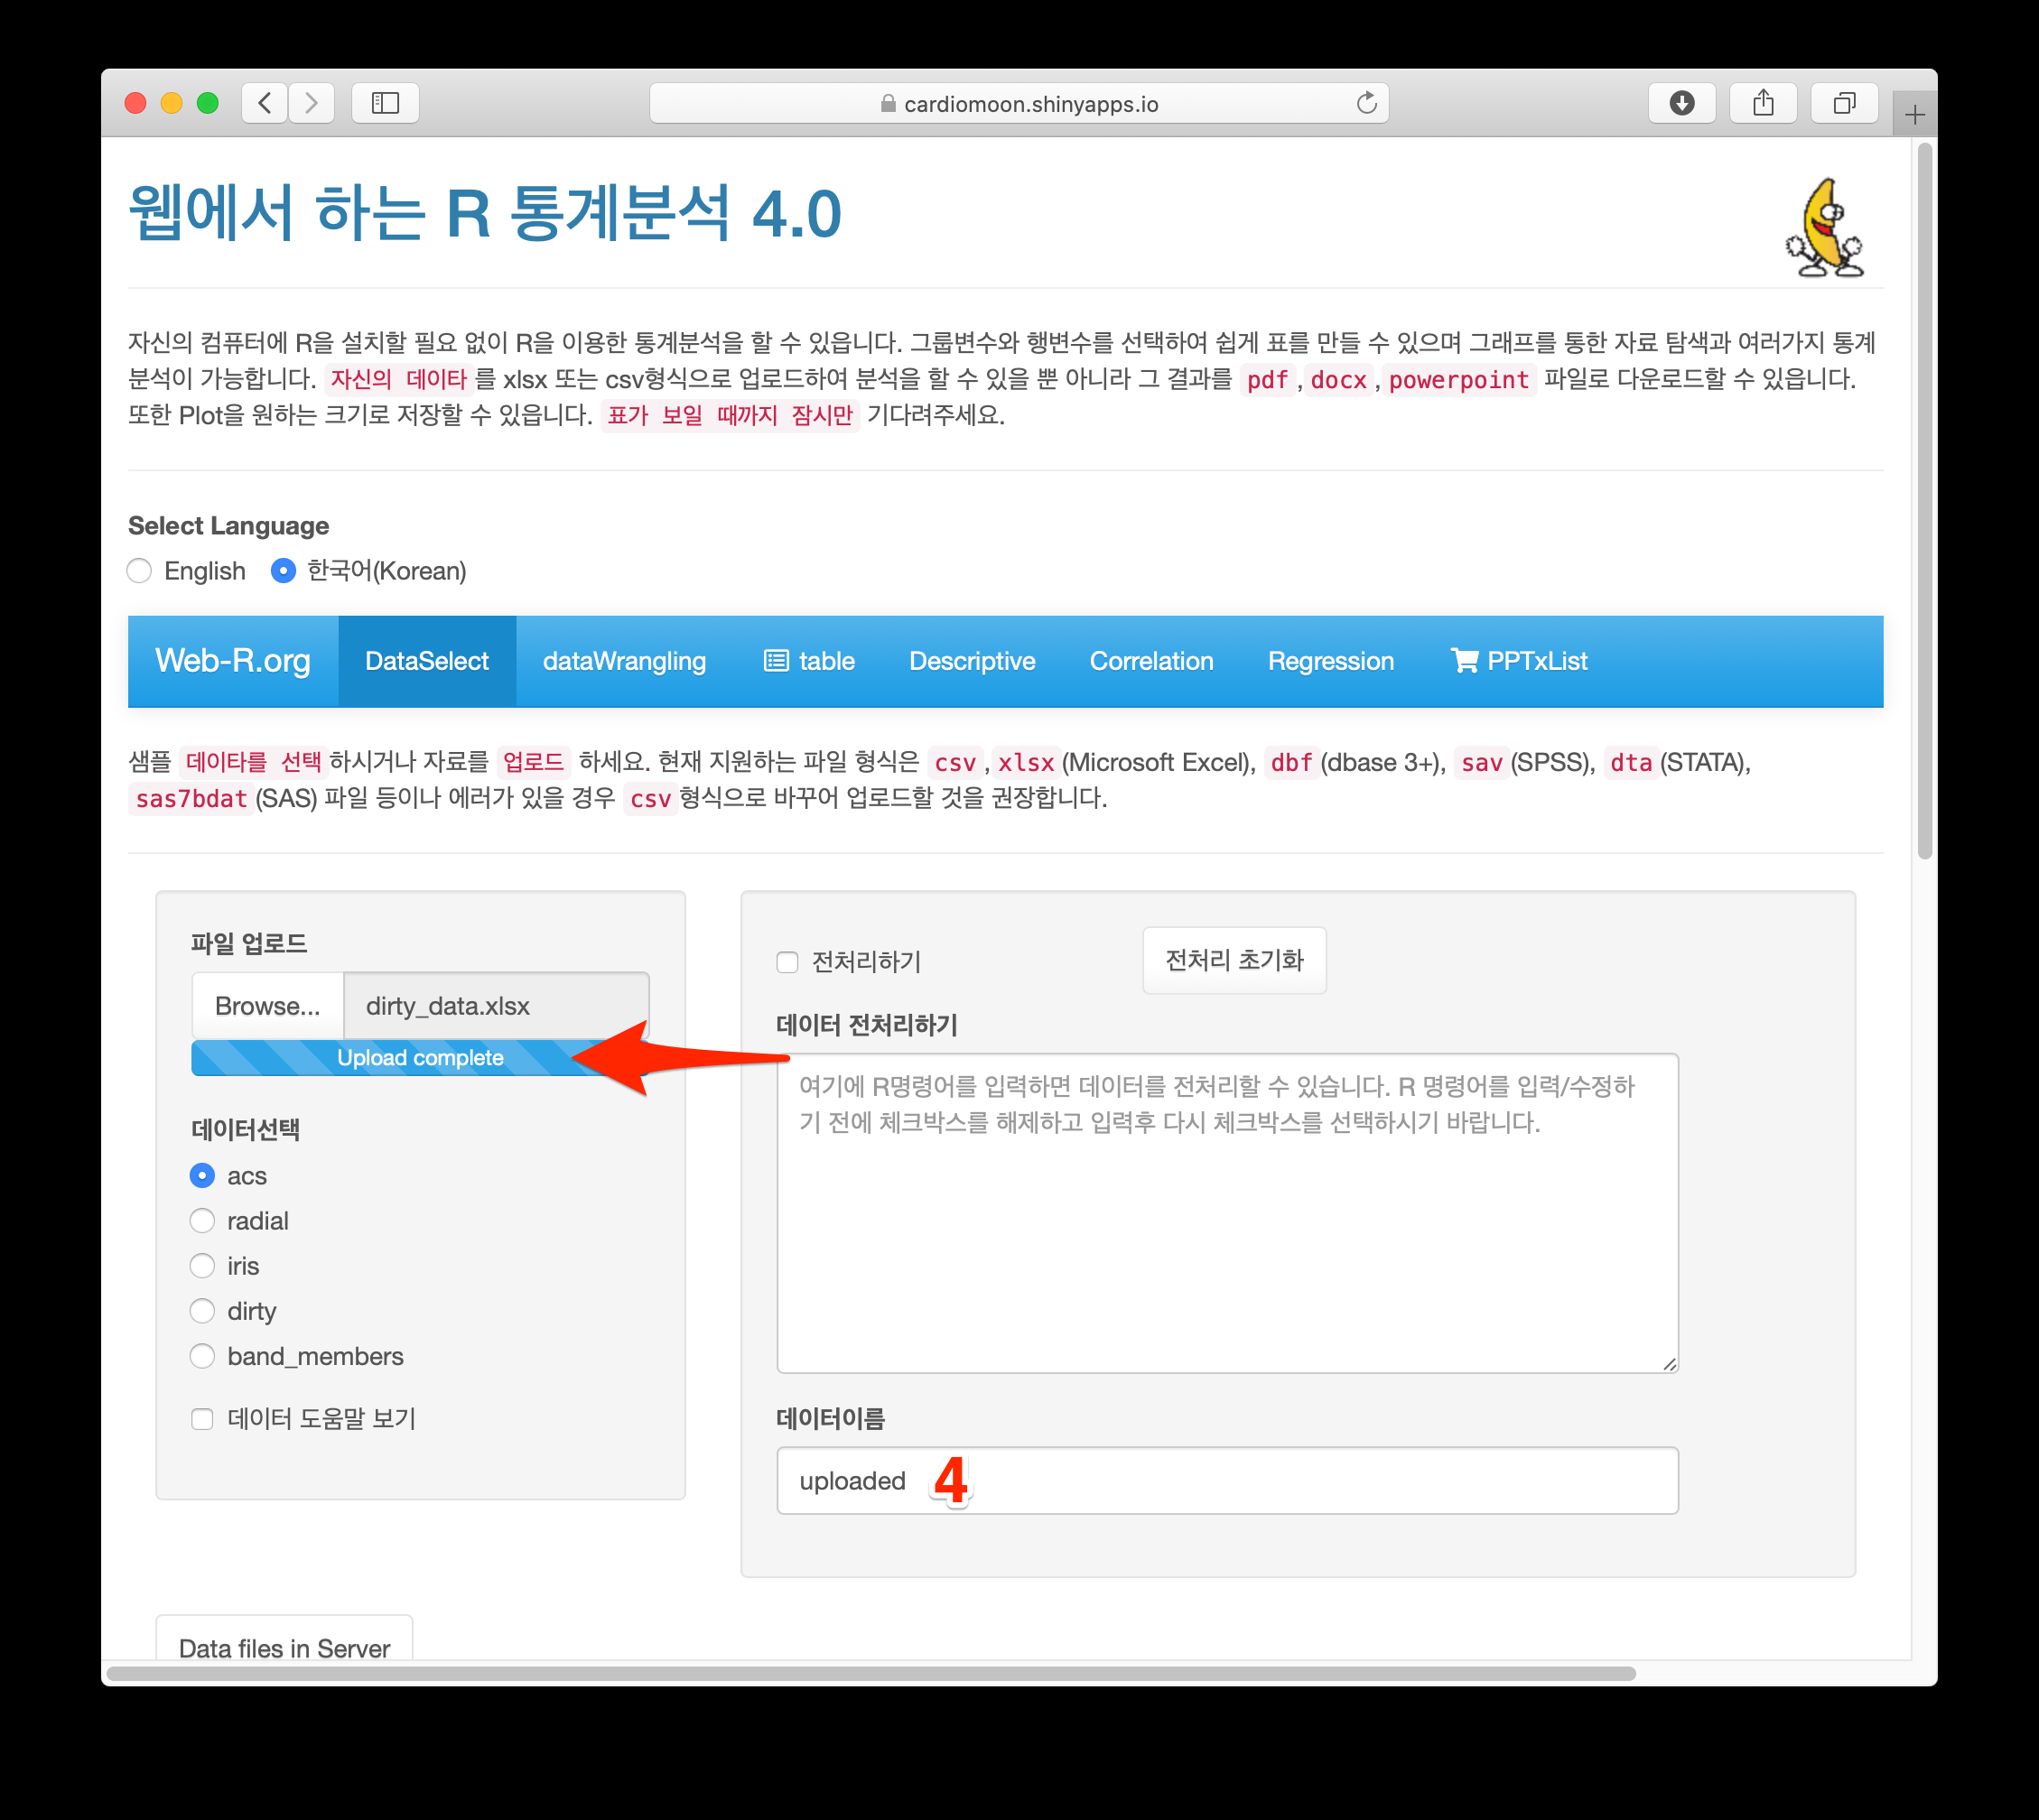 cardiomoon.shinyapps.io
웹에서 하는 R 통계분석 4.0
자신의 컴퓨터에 R을 설치할 필요 없이 R을 이용한 통계분석을 할 수 있읍니다. 그룹변수와 행변수를 선택하여 쉽게 표를 만들 수 있으며 그래프를 통한 자료 탐색과 여러가지 통계
분석이 가능합니다. 자신의 데이타를 xlsx 또는 csv형식으로 업로드하여 분석을 할 수 있을 뿐 아니라 그 결과를 pdf,docx,powerpoint 파일로 다운로드할 수 있읍니다.
또한 Plot을 원하는 크기로 저장할 수 있읍니다. 표가 보일 때까지 잠시만 기다려주세요.
Select Language
English 한국어(Korean)
Web-R.org DataSelect dataWrangling table Descriptive Correlation Regression PPTxList
샘플 데이타를 선택하시거나 자료를 업로드 하세요. 현재 지원하는 파일 형식은 csv,xlsx(Microsoft Excel), dbf(dbase 3+), sav(SPSS), dta(STATA),
sas7bdat(SAS) 파일 등이나 에러가 있을 경우 csv형식으로 바꾸어 업로드할 것을 권장합니다.
파일 업로드
Browse... dirty_data.xlsx
Upload complete
데이터선택
acs
radial
iris
dirty
band_members
데이터 도움말 보기
전처리하기 전처리 초기화
데이터 전처리하기
여기에 R명령어를 입력하면 데이터를 전처리할 수 있습니다. R 명령어를 입력/수정하
기 전에 체크박스를 해제하고 입력후 다시 체크박스를 선택하시기 바랍니다.
데이터이름
uploaded 4
Data files in Server